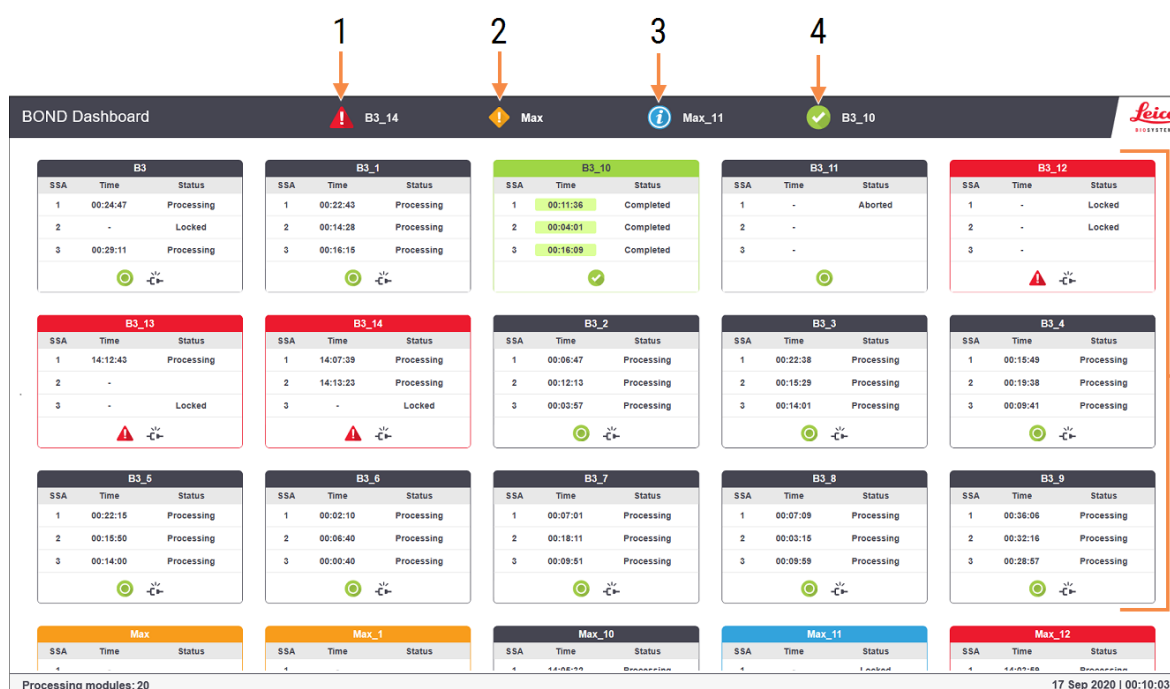 1 2 3 4
BOND Dashboard B3_14 Max Max_11 B3_10
B3 B3_1 B3_10 B3_11 B3_12
SSA Time Status SSA Time Status SSA Time Status SSA Time Status SSA Time Status
1 00:24:47 Processing 1 00:22:43 Processing 1 00:11:36 Completed 1 - Aborted 1 - Locked
2 - Locked 2 00:14:28 Processing 2 00:04:01 Completed 2 - 2 - Locked
3 00:29:11 Processing 3 00:16:15 Processing 3 00:16:09 Completed 3 - 3 -
B3_13 B3_14 B3_2 B3_3 B3_4
SSA Time Status SSA Time Status SSA Time Status SSA Time Status SSA Time Status
1 14:12:43 Processing 1 14:07:39 Processing 1 00:06:47 Processing 1 00:22:38 Processing 1 00:15:49 Processing
2 - 2 14:13:23 Processing 2 00:12:13 Processing 2 00:15:29 Processing 2 00:19:38 Processing
3 - Locked 3 - Locked 3 00:03:57 Processing 3 00:14:01 Processing 3 00:09:41 Processing
B3_5 B3_6 B3_7 B3_8 B3_9
SSA Time Status SSA Time Status SSA Time Status SSA Time Status SSA Time Status
1 00:22:15 Processing 1 00:02:10 Processing 1 00:07:01 Processing 1 00:07:09 Processing 1 00:36:06 Processing
2 00:15:50 Processing 2 00:06:40 Processing 2 00:18:11 Processing 2 00:03:15 Processing 2 00:32:16 Processing
3 00:14:00 Processing 3 00:00:40 Processing 3 00:09:51 Processing 3 00:09:59 Processing 3 00:28:57 Processing
Max Max_1 Max_10 Max_11 Max_12
SSA Time Status SSA Time Status SSA Time Status SSA Time Status SSA Time Status
Processing modules: 20 17 Sep 2020 | 00:10:03